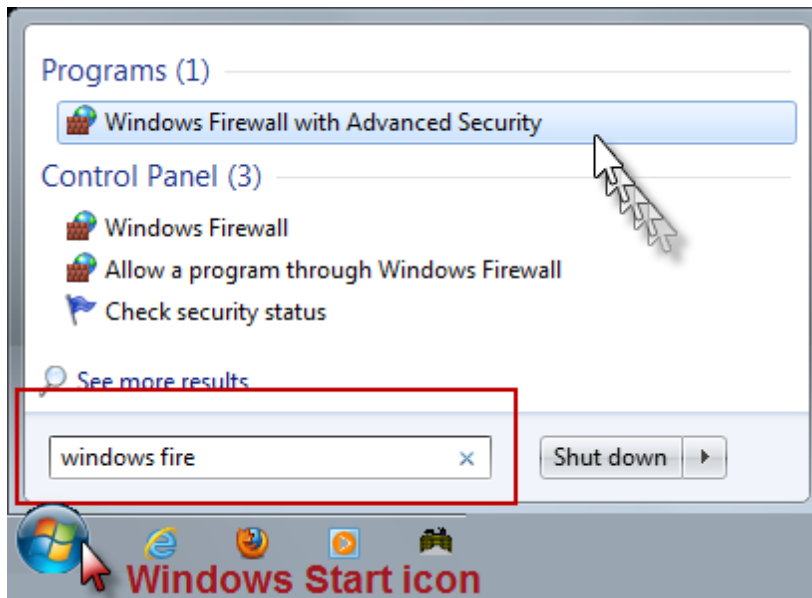 Programs (1)
Windows Firewall with Advanced Security
Control Panel (3)
Windows Firewall
Allow a program through Windows Firewall
Check security status
See more results
windows fire
Shut down
Windows Start icon